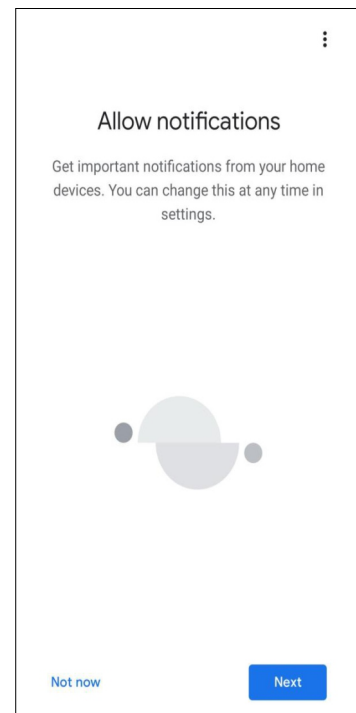 Allow notifications
Get important notifications from your home
devices. You can change this at any time in
settings.
Not now
Next